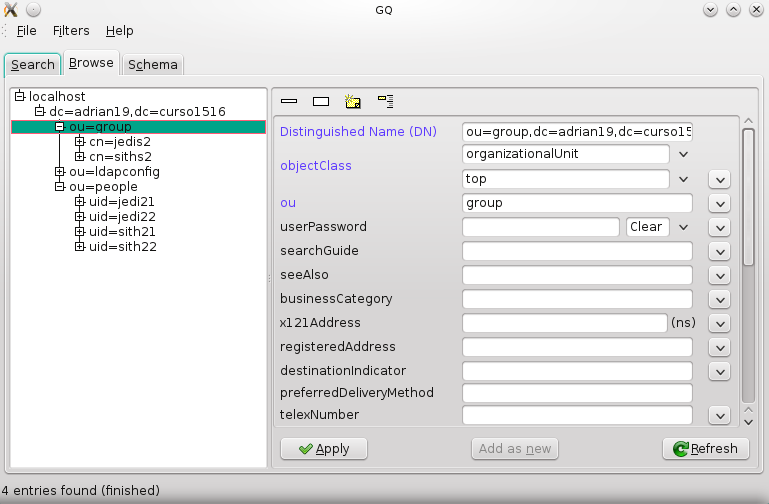 GQ
File Filters Help
Search Browse Schema
localhost
dc=adrian19,dc=curso1516
ou=group
cn=jedis2
cn=siths2
ou=ldapconfig
ou=people
uid=jedi21
uid=jedi22
uid=sith21
uid=sith22
Distinguished Name (DN) ou=group,dc=adrian19,dc=curso15
objectClass organizationalUnit
top
ou group
userPassword Clear
searchGuide
seeAlso
businessCategory
x121Address (ns)
registeredAddress
destinationIndicator
preferredDeliveryMethod
telexNumber
Apply Add as new Refresh
4 entries found (finished)